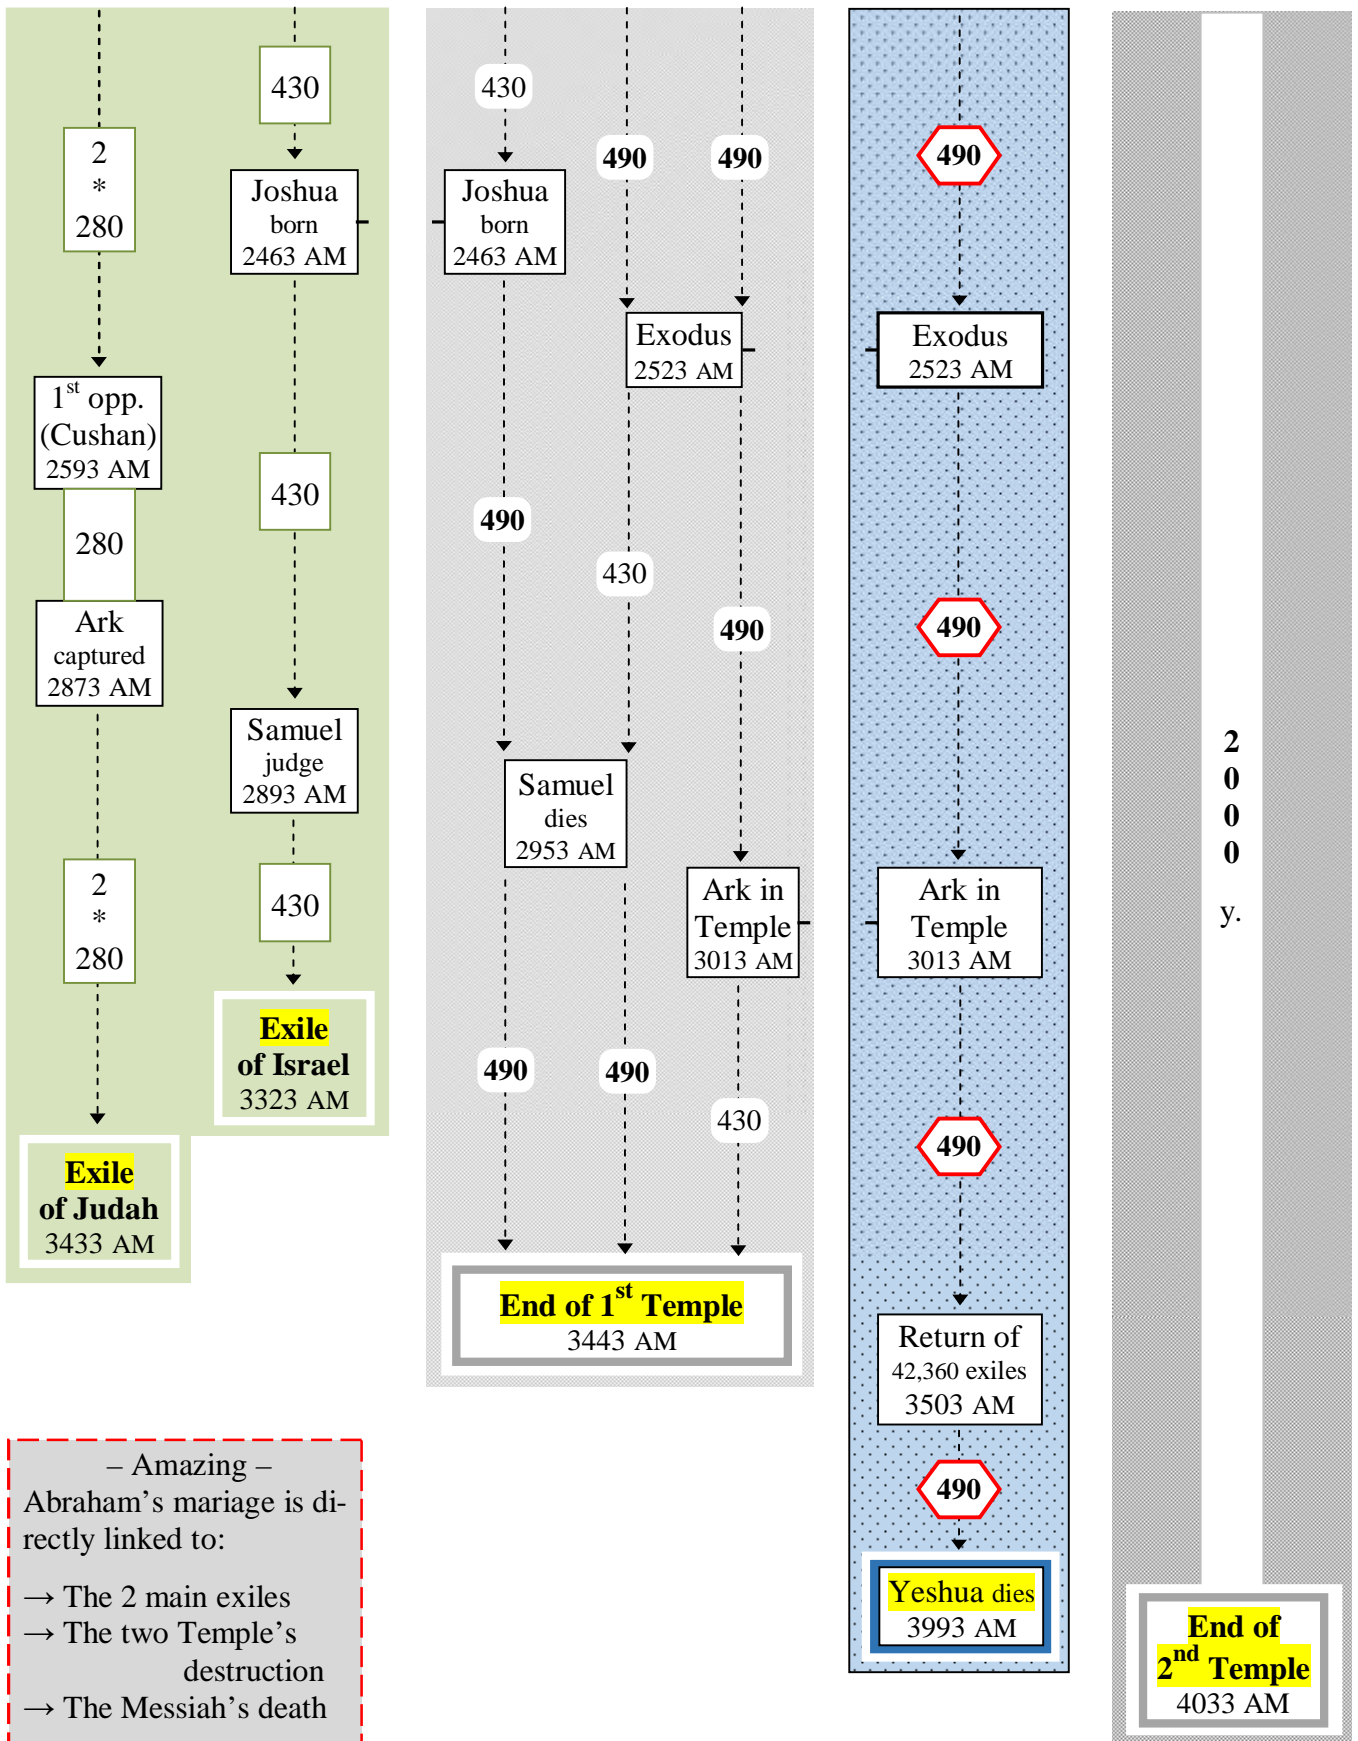 2
*
280
1st opp.
(Cushan)
2593 AM
280
Ark
captured
2873 AM
2
*
280
Exile
of Judah
3433 AM
430
Joshua
born
2463 AM
430
Samuel
judge
2893 AM
430
Exile
of Israel
3323 AM
430
Joshua
born
2463 AM
490
490
490
Exodus
2523 AM
430
490
Samuel
dies
2953 AM
Ark in
Temple
3013 AM
490
490
430
End of 1st Temple
3443 AM
490
Exodus
2523 AM
490
Ark in
Temple
3013 AM
490
Return of
42,360 exiles
3503 AM
490
Yeshua dies
3993 AM
2
0
0
0
y.
End of
2nd Temple
4033 AM
– Amazing –
Abraham's mariage is di-
rectly linked to:
→ The 2 main exiles
→ The two Temple's
destruction
→ The Messiah's death